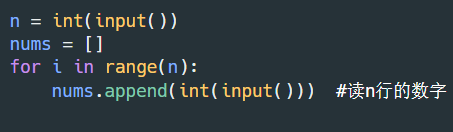 n = int(input())
nums = []
for i in range(n):
    nums.append(int(input()))  #读n行的数字